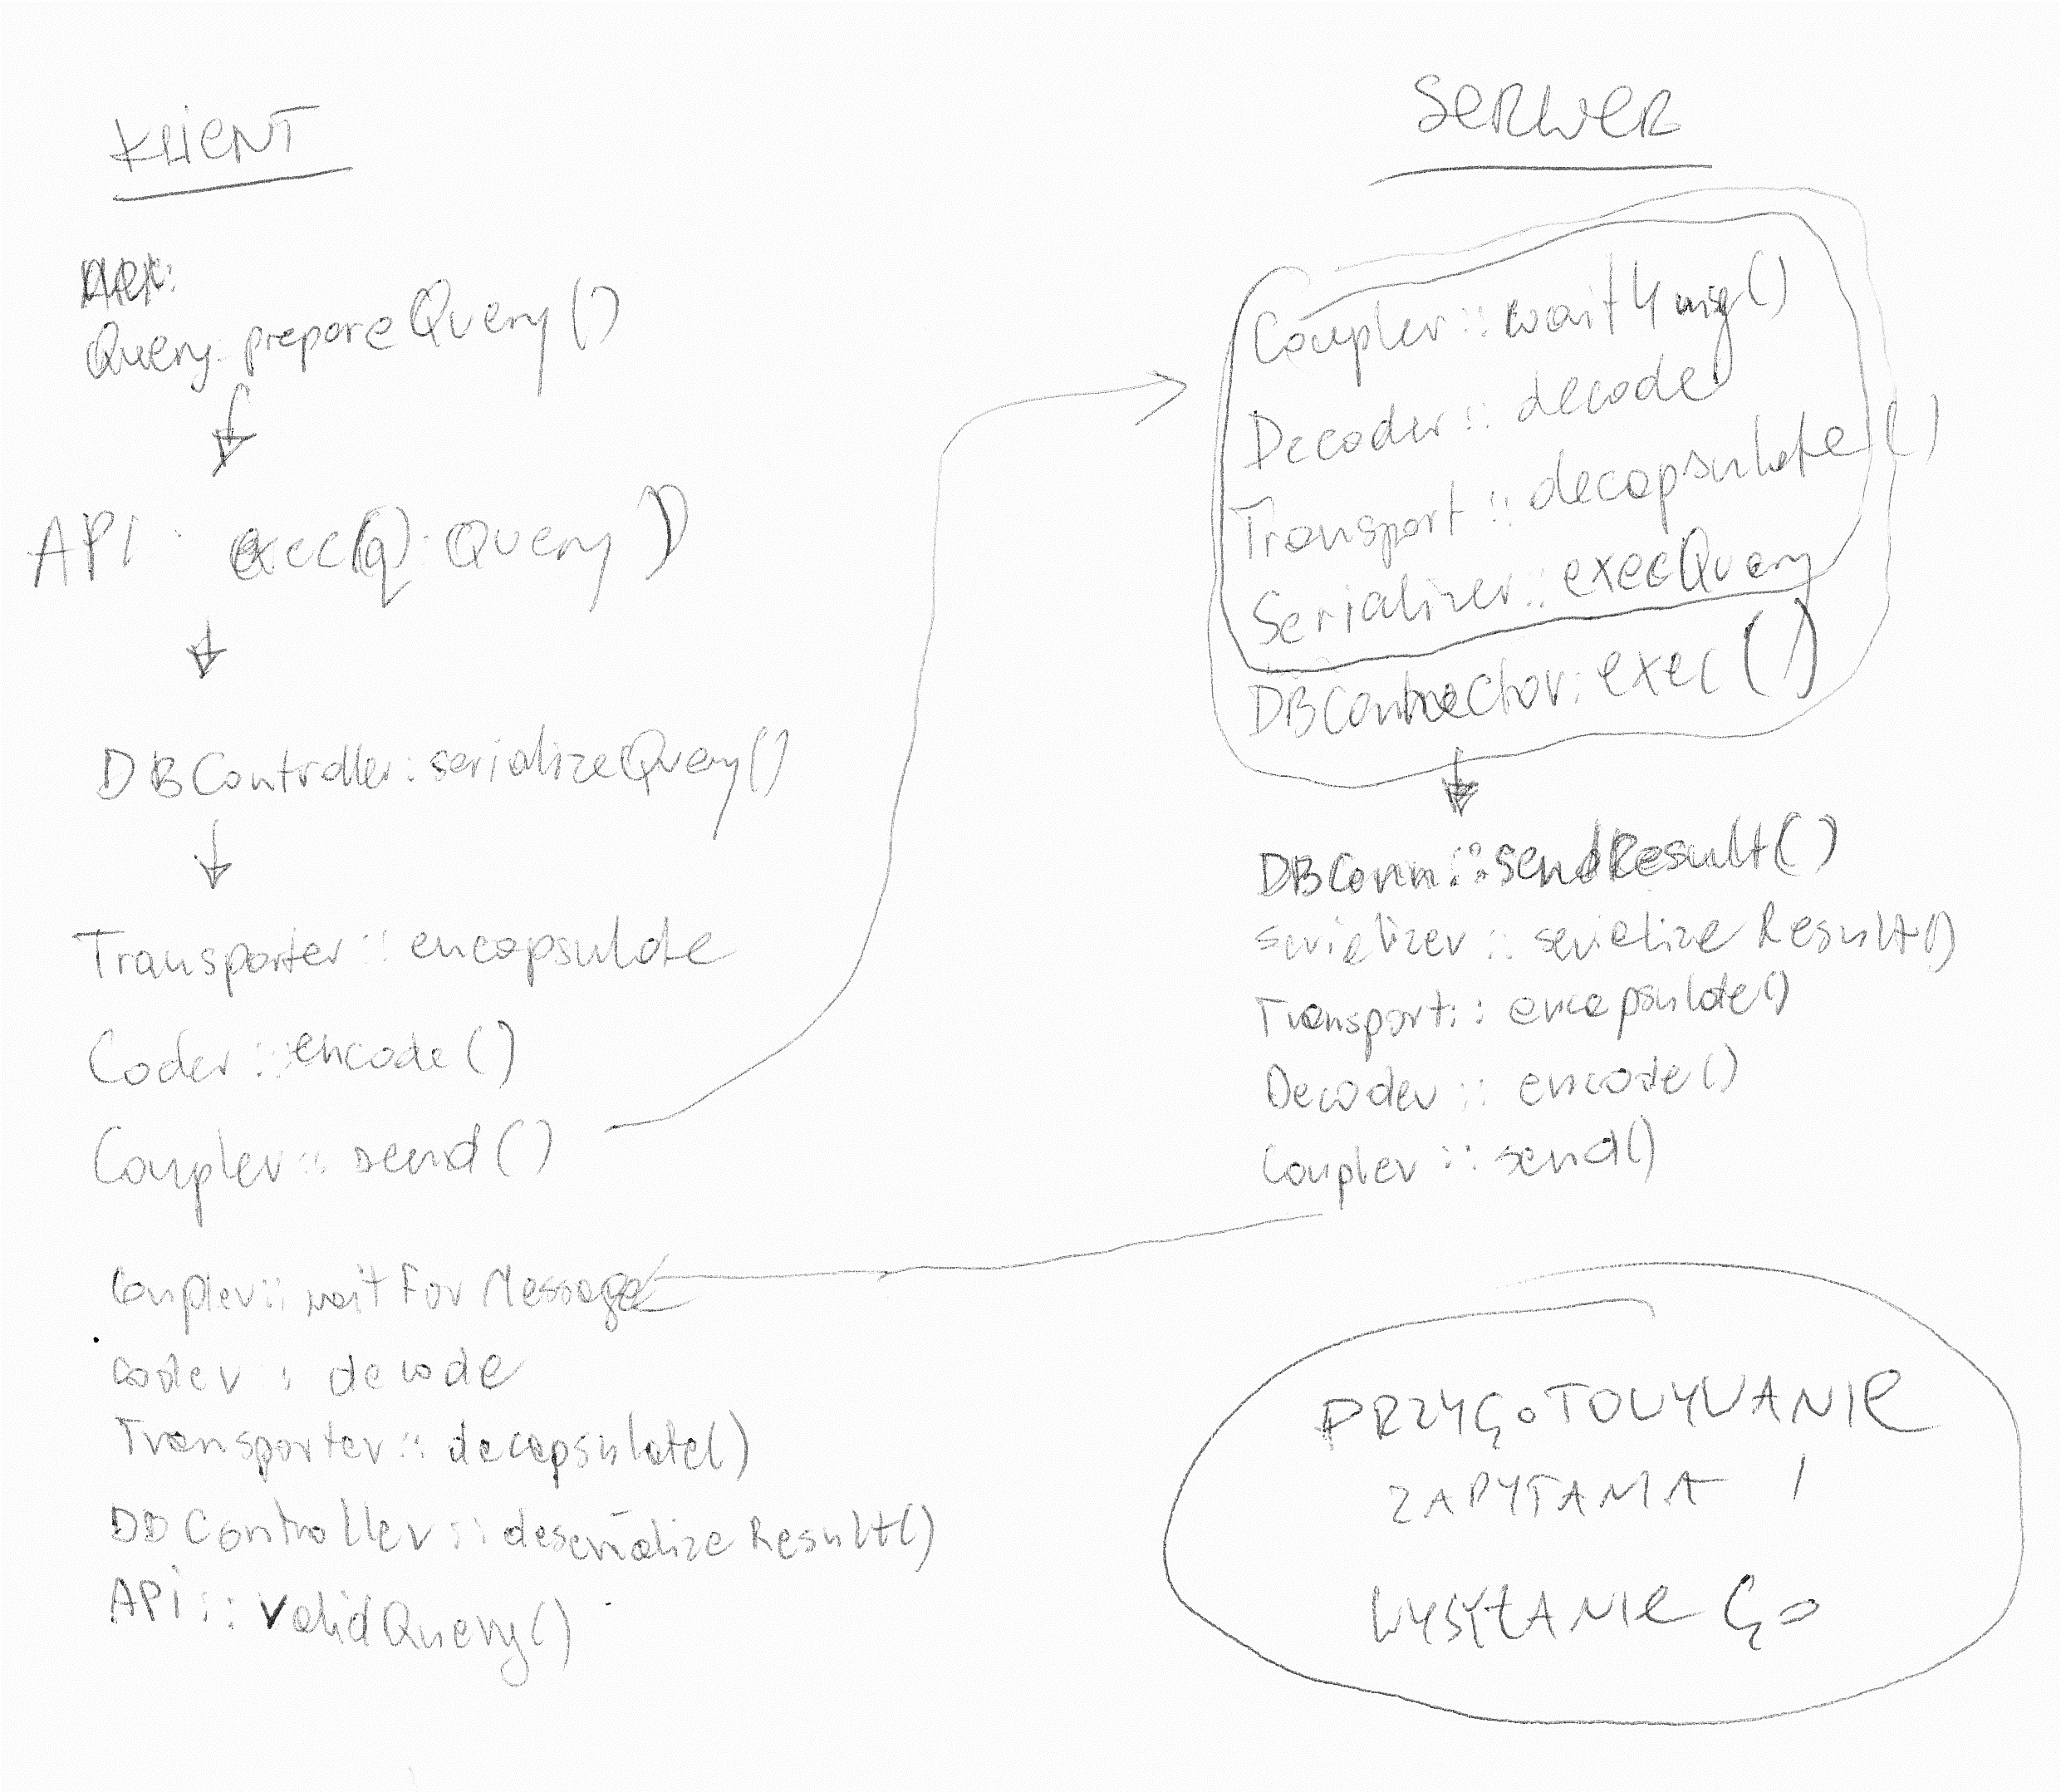 KLIENT
Query.prepareQuery()
API : exec(q:Query)
DBController:serializeQuery()
Transporter::encapsulate
Coder::encode()
Coupler::send()
Coupler::waitForMessage
Coder : decode
Transporter::decapsulate()
DBController::deserializeResult()
API::validQuery()
SERWER
Coupler::wait4msg()
Decoder::decode
Transport::decapsulate()
Serializer::execQuery
DBConnector:exec()
DBConn::sendResult()
Serializer::serializeResult()
Transport::encapsulate()
Decoder::encode()
Coupler::send()
PRZYGOTOWYWANIE
ZAPYTANIA I
WYSYŁANIE GO